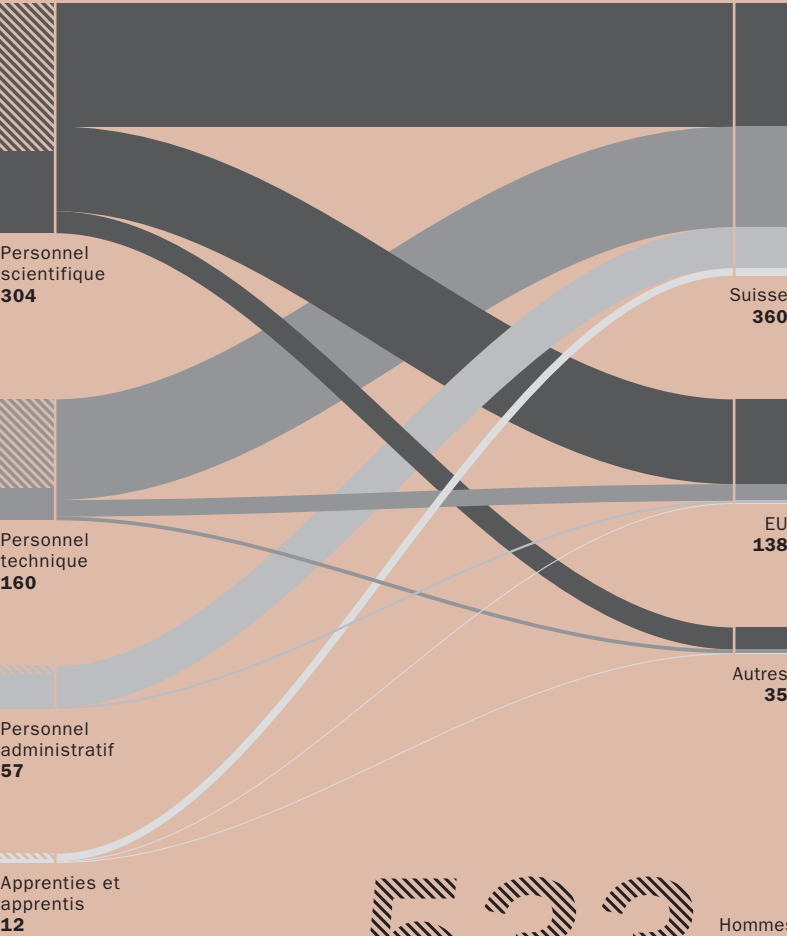 Personnel
scientifique
304
Suisse
360
Personnel
technique
160
EU
138
Autres
35
Personnel
administratif
57
Apprenties et
apprentis
12
533
Hommes